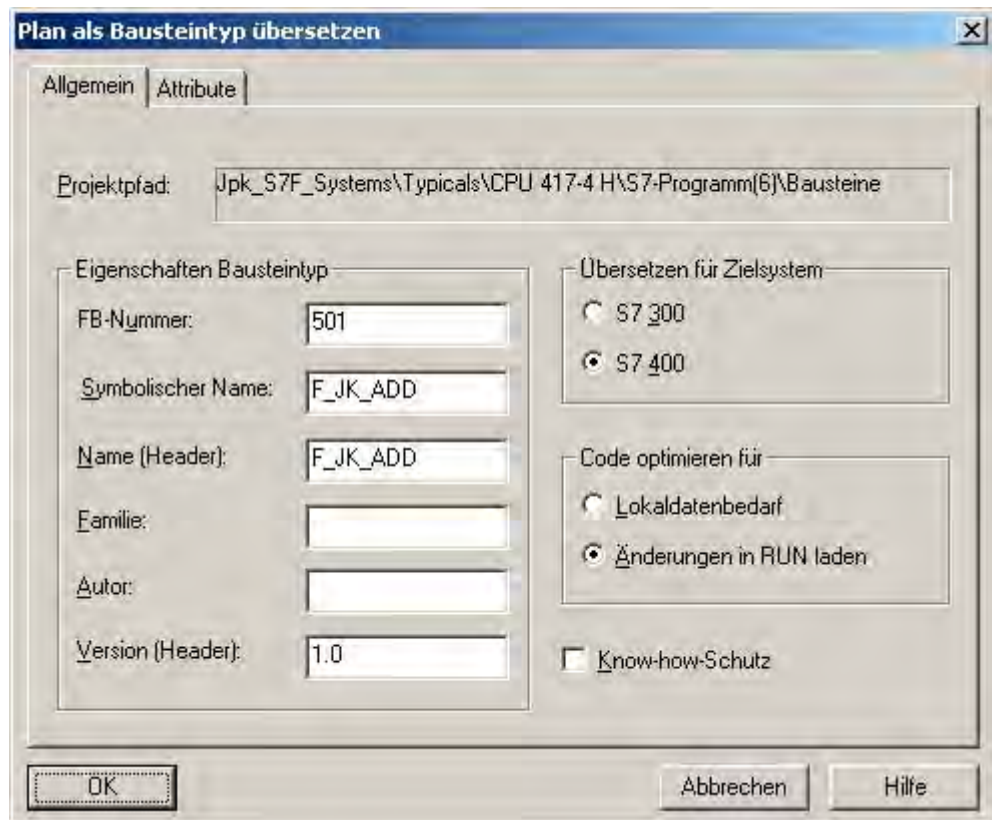 Plan als Bausteintyp übersetzen
Allgemein
Attribute
Projektpfad:
Jpk_S7F_Systems\Typicals\CPU 417-4 H\S7-Programm(6)\Bausteine
Eigenschaften Bausteintyp
FB-Nummer:
501
Symbolischer Name:
F_JK_ADD
Name (Header):
F_JK_ADD
Familie:
Autor:
Version (Header):
1.0
Übersetzen für Zielsystem
S7 300
S7 400
Code optimieren für
Lokaldatenbedarf
Änderungen in RUN laden
Know-how-Schutz
OK
Abbrechen
Hilfe